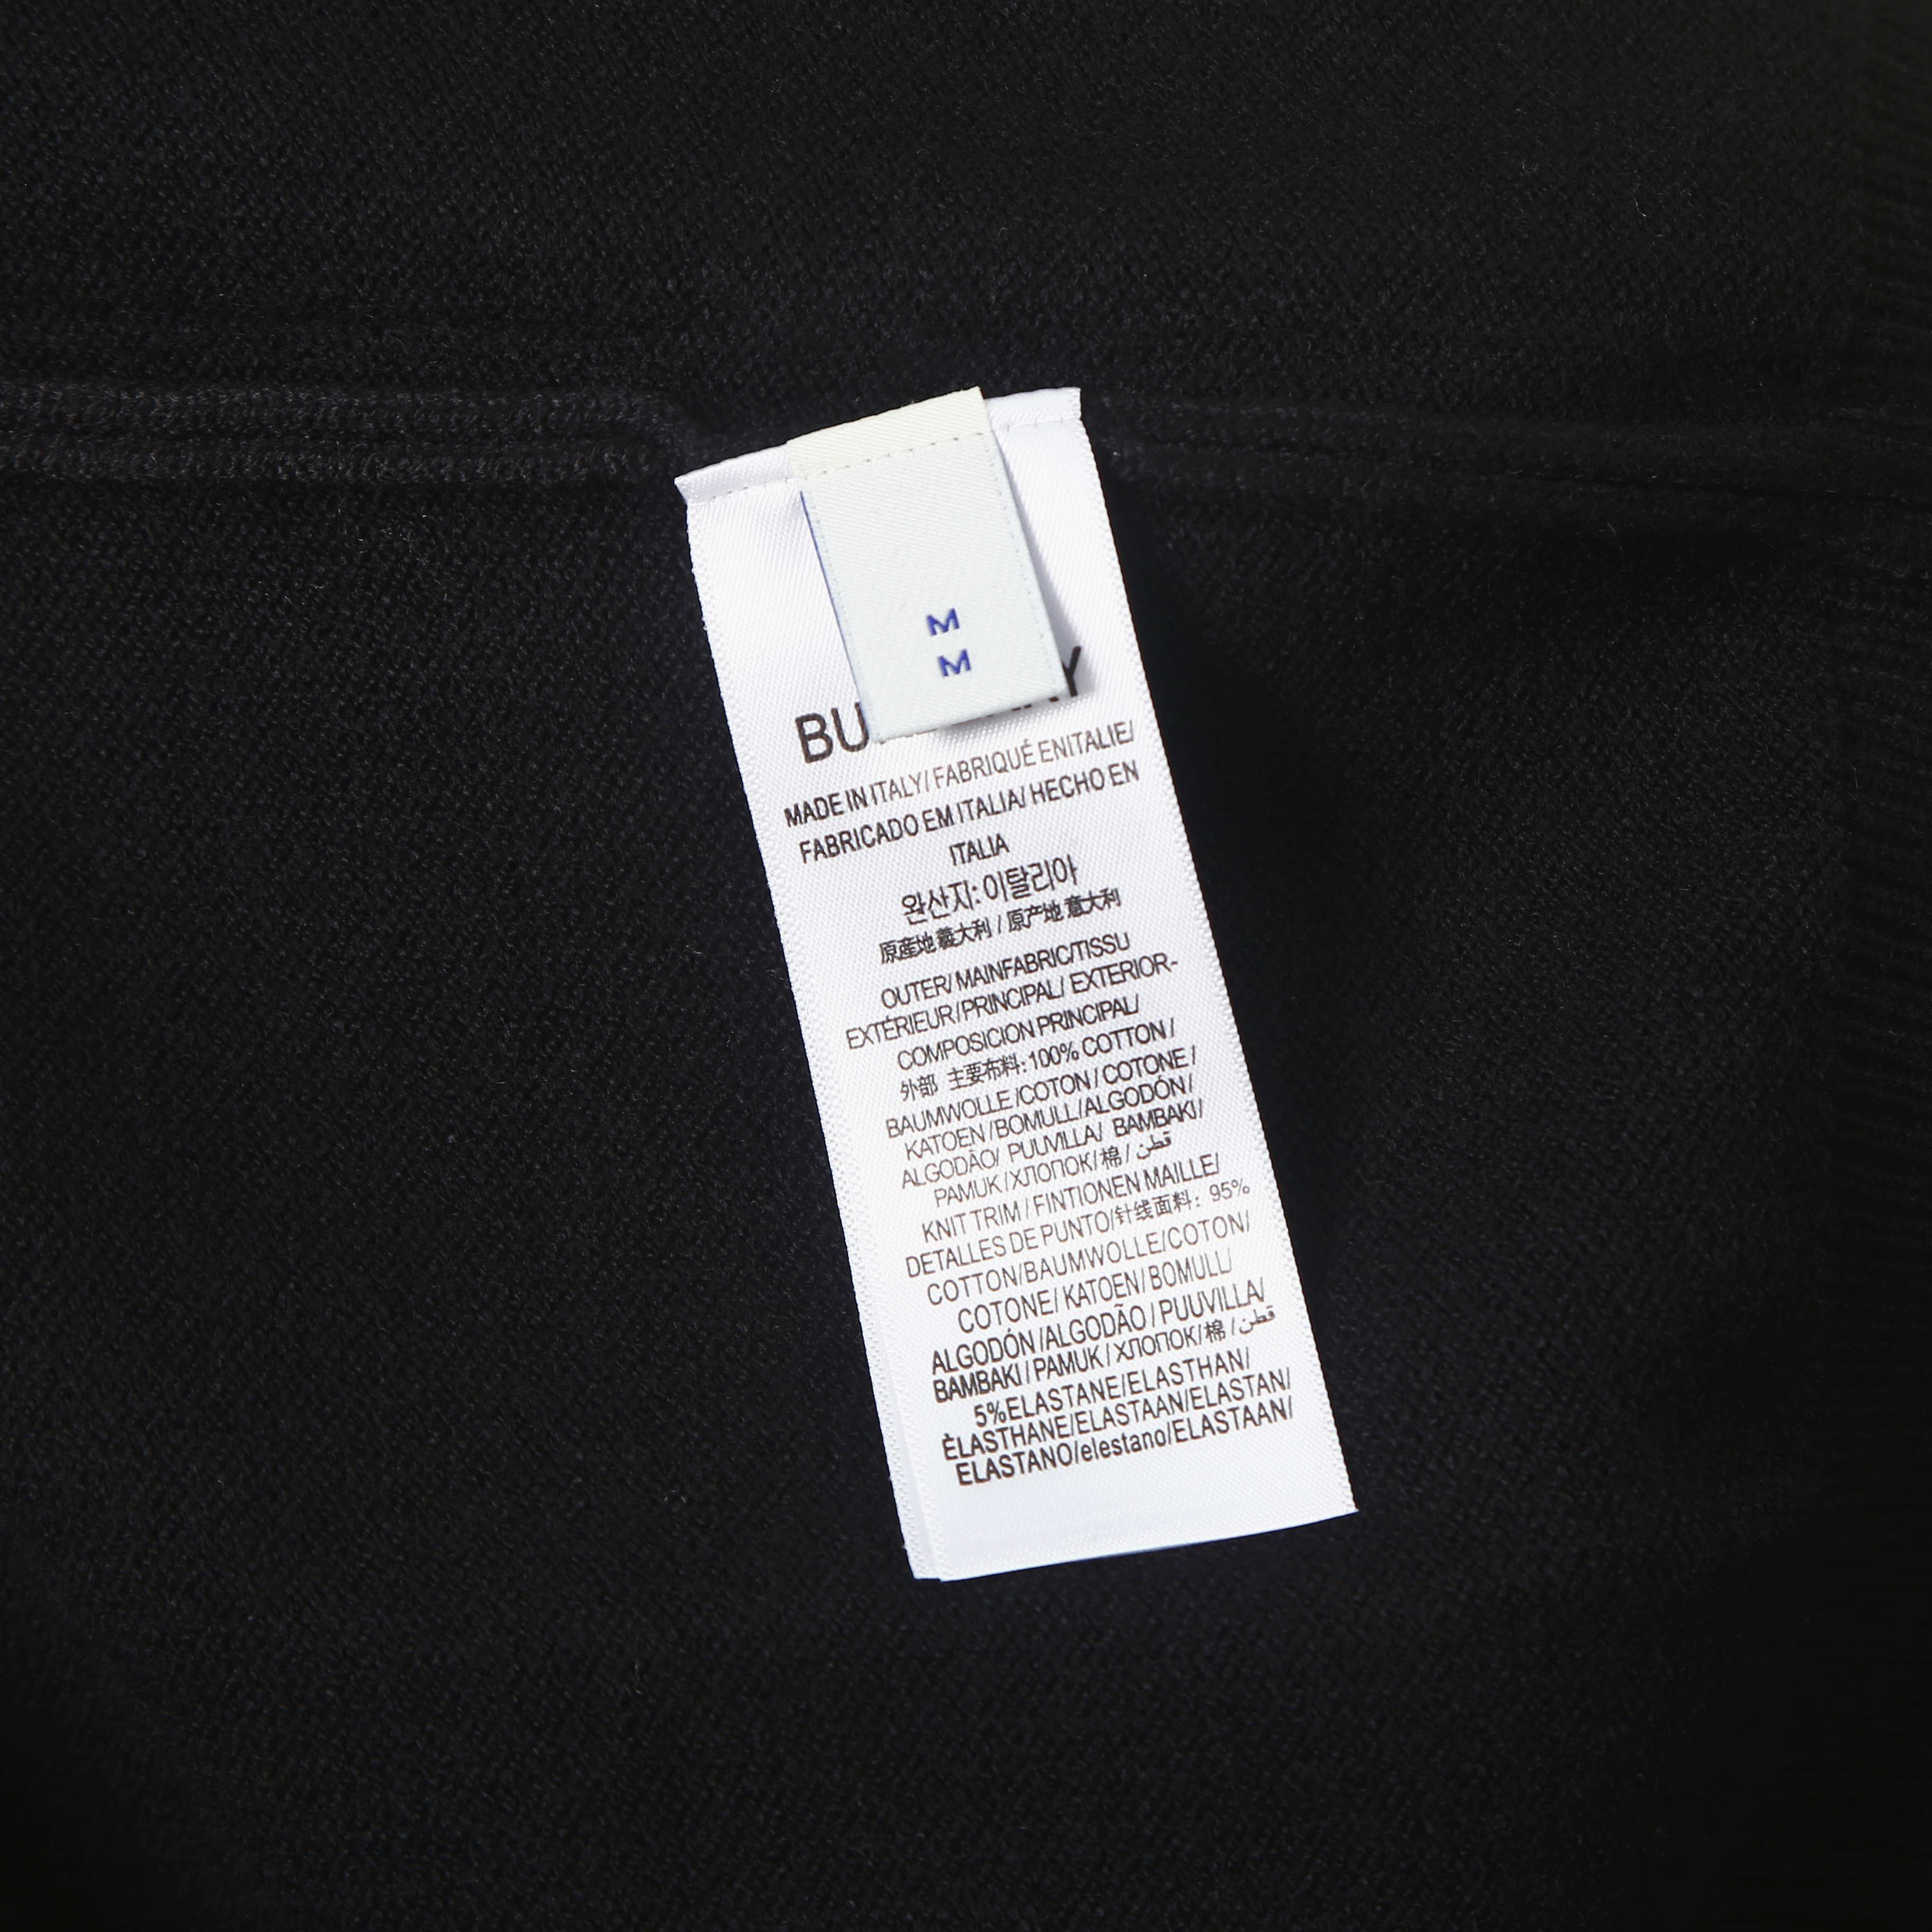 M
M
BU Y
MADE IN ITALY/ FABRIQUÉ ENITALIE/
FABRICADO EM ITALIA/ HECHO EN
ITALIA
완산지: 이탈리아
原産地 義大利 / 原产地 意大利
OUTER/ MAINFABRIC/TISSU
EXTÉRIEUR/PRINCIPAL/ EXTERIOR-
COMPOSICION PRINCIPAL/
外部 主要布料: 100% COTTON /
BAUMWOLLE /COTON / COTONE /
KATOEN /BOMULL/ALGODÓN/
ALGODÃO/ PUUVILLA/ BAMBAKI/
PAMUK /ХЛОПОК/ 棉 / قطن
KNIT TRIM / FINTIONEN MAILLE/
DETALLES DE PUNTO/针线面料: 95%
COTTON/BAUMWOLLE/COTON/
COTONE/ KATOEN/ BOMULL/
ALGODÓN /ALGODÃO / PUUVILLA/
BAMBAKI / PAMUK / ХЛОПОК/ 棉 / قطن
5%ELASTANE/ELASTHAN/
ÈLASTHANE/ELASTAAN/ELASTAN/
ELASTANO/elestano/ELASTAAN/